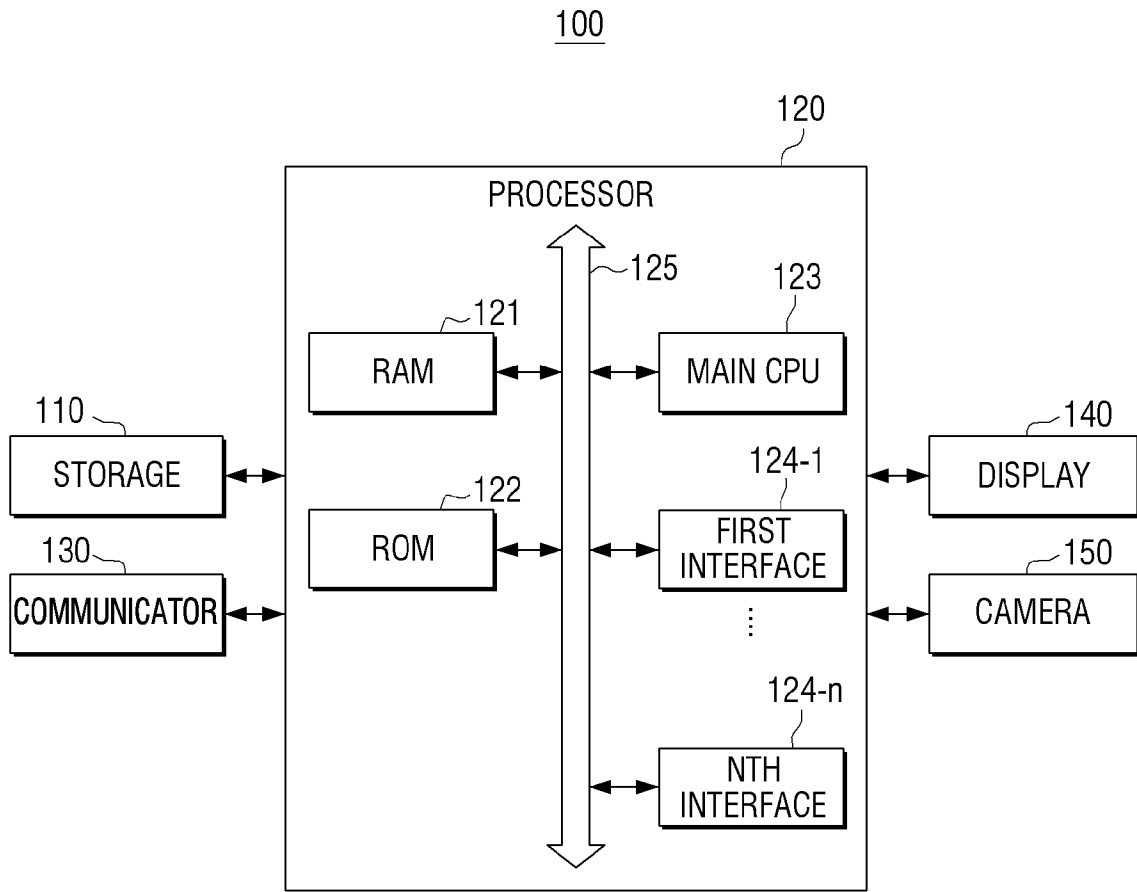 100
120
PROCESSOR
125
121
RAM
123
MAIN CPU
110
STORAGE
122
ROM
124-1
FIRST
INTERFACE
140
DISPLAY
130
COMMUNICATOR
150
CAMERA
124-n
NTH
INTERFACE